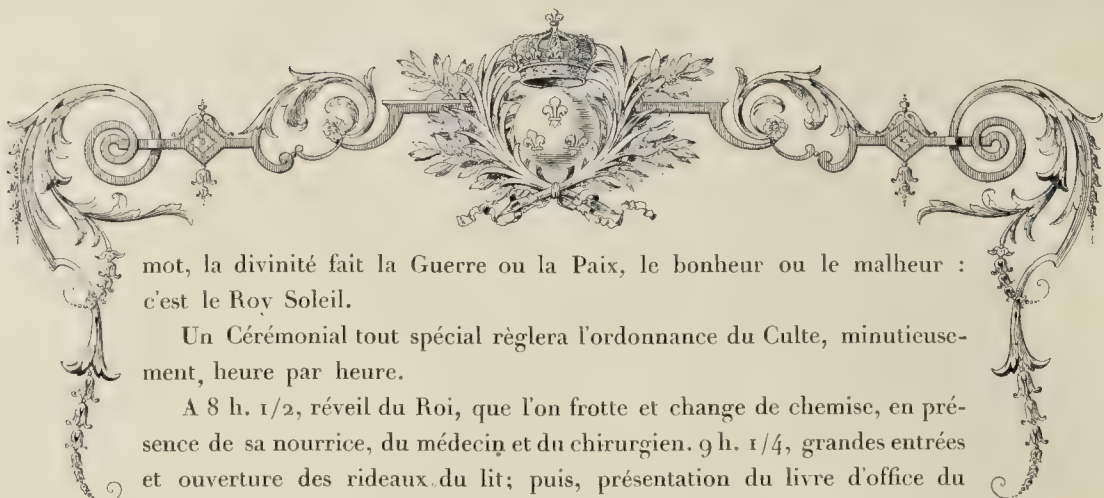 mot, la divinité fait la Guerre ou la Paix, le bonheur ou le malheur :
c'est le Roy Soleil.
Un Cérémonial tout spécial règlera l'ordonnance du Culte, minutieuse-
ment, heure par heure.
A 8 h. 1/2, réveil du Roi, que l'on frotte et change de chemise, en pré-
sence de sa nourrice, du médecin et du chirurgien. 9 h. 1/4, grandes entrées
et ouverture des rideaux du lit; puis, présentation du livre d'office du